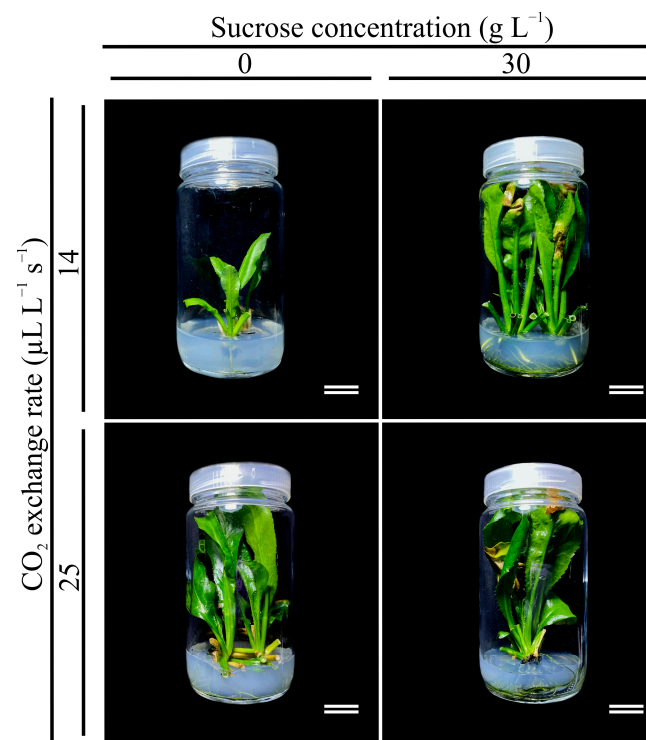 Sucrose concentration (g L⁻¹)
0
30
CO₂ exchange rate (µL L⁻¹ s⁻¹)
14
25